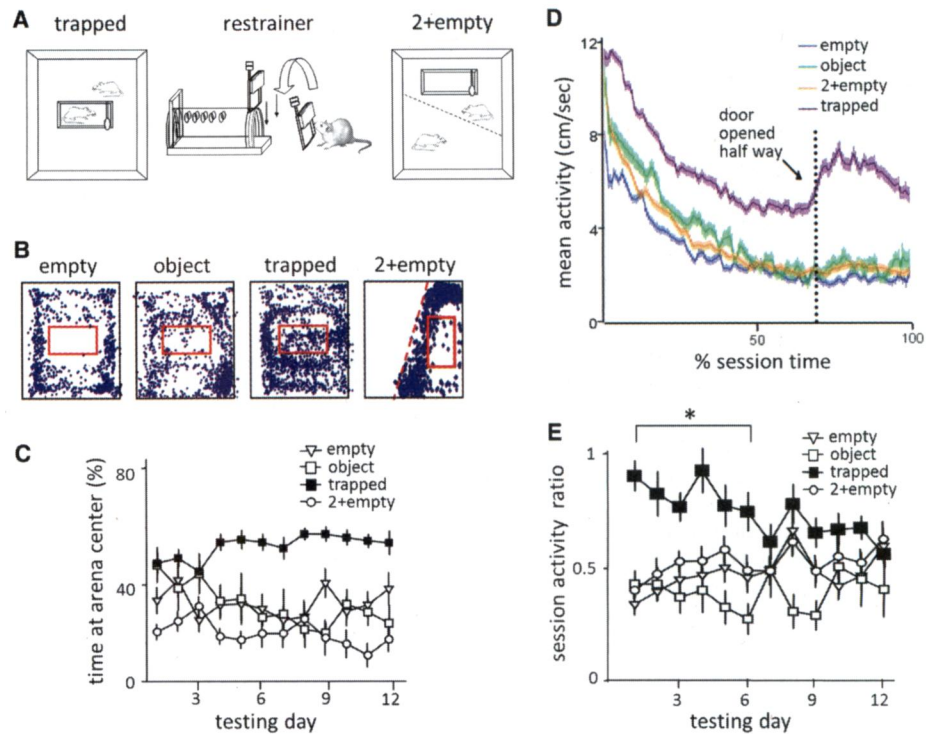 A
trapped
restrainer
2+empty
B
empty
object
trapped
2+empty
C
time at arena center (%)
80
40
0
3
6
9
12
testing day
empty
object
trapped
2+empty
D
mean activity (cm/sec)
12
8
4
0
50
100
% session time
empty
object
2+empty
trapped
door
opened
half way
E
*
session activity ratio
1
0.5
0
3
6
9
12
testing day
empty
object
trapped
2+empty